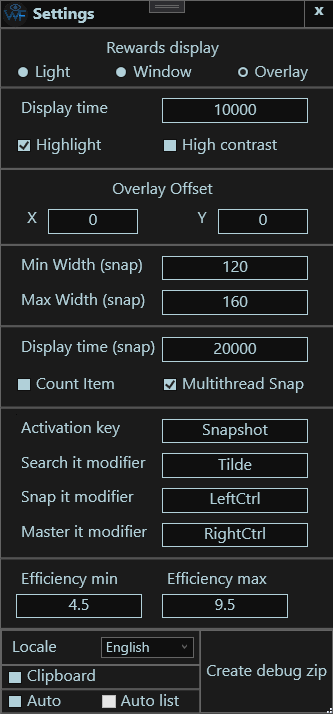 Settings x
Rewards display
Light Window Overlay
Display time 10000
Highlight High contrast
Overlay Offset
X 0 Y 0
Min Width (snap) 120
Max Width (snap) 160
Display time (snap) 20000
Count Item Multithread Snap
Activation key Snapshot
Search it modifier Tilde
Snap it modifier LeftCtrl
Master it modifier RightCtrl
Efficiency min Efficiency max
4.5 9.5
Locale English
Clipboard
Create debug zip
Auto Auto list